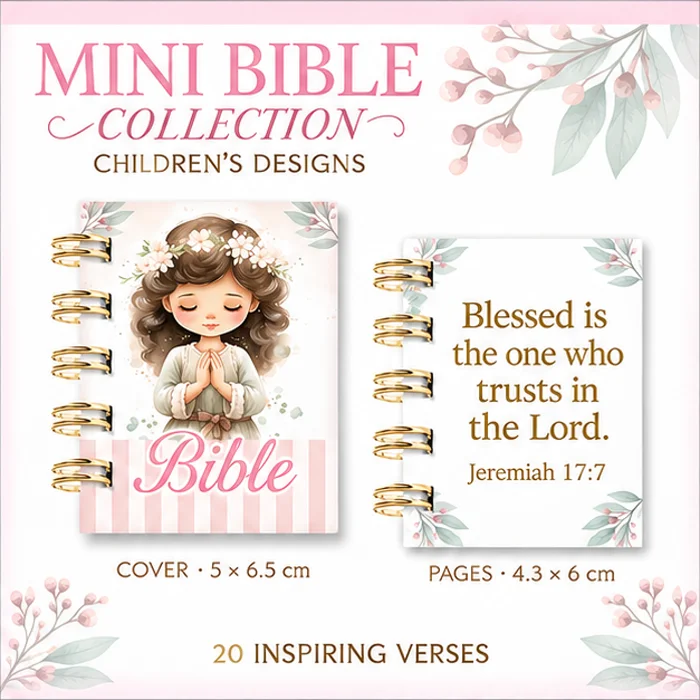 MINI BIBLE
COLLECTION
CHILDREN'S DESIGNS
Bible
Blessed is
the one who
trusts in
the Lord.
Jeremiah 17:7
COVER · 5 × 6.5 cm
PAGES · 4.3 × 6 cm
20 INSPIRING VERSES